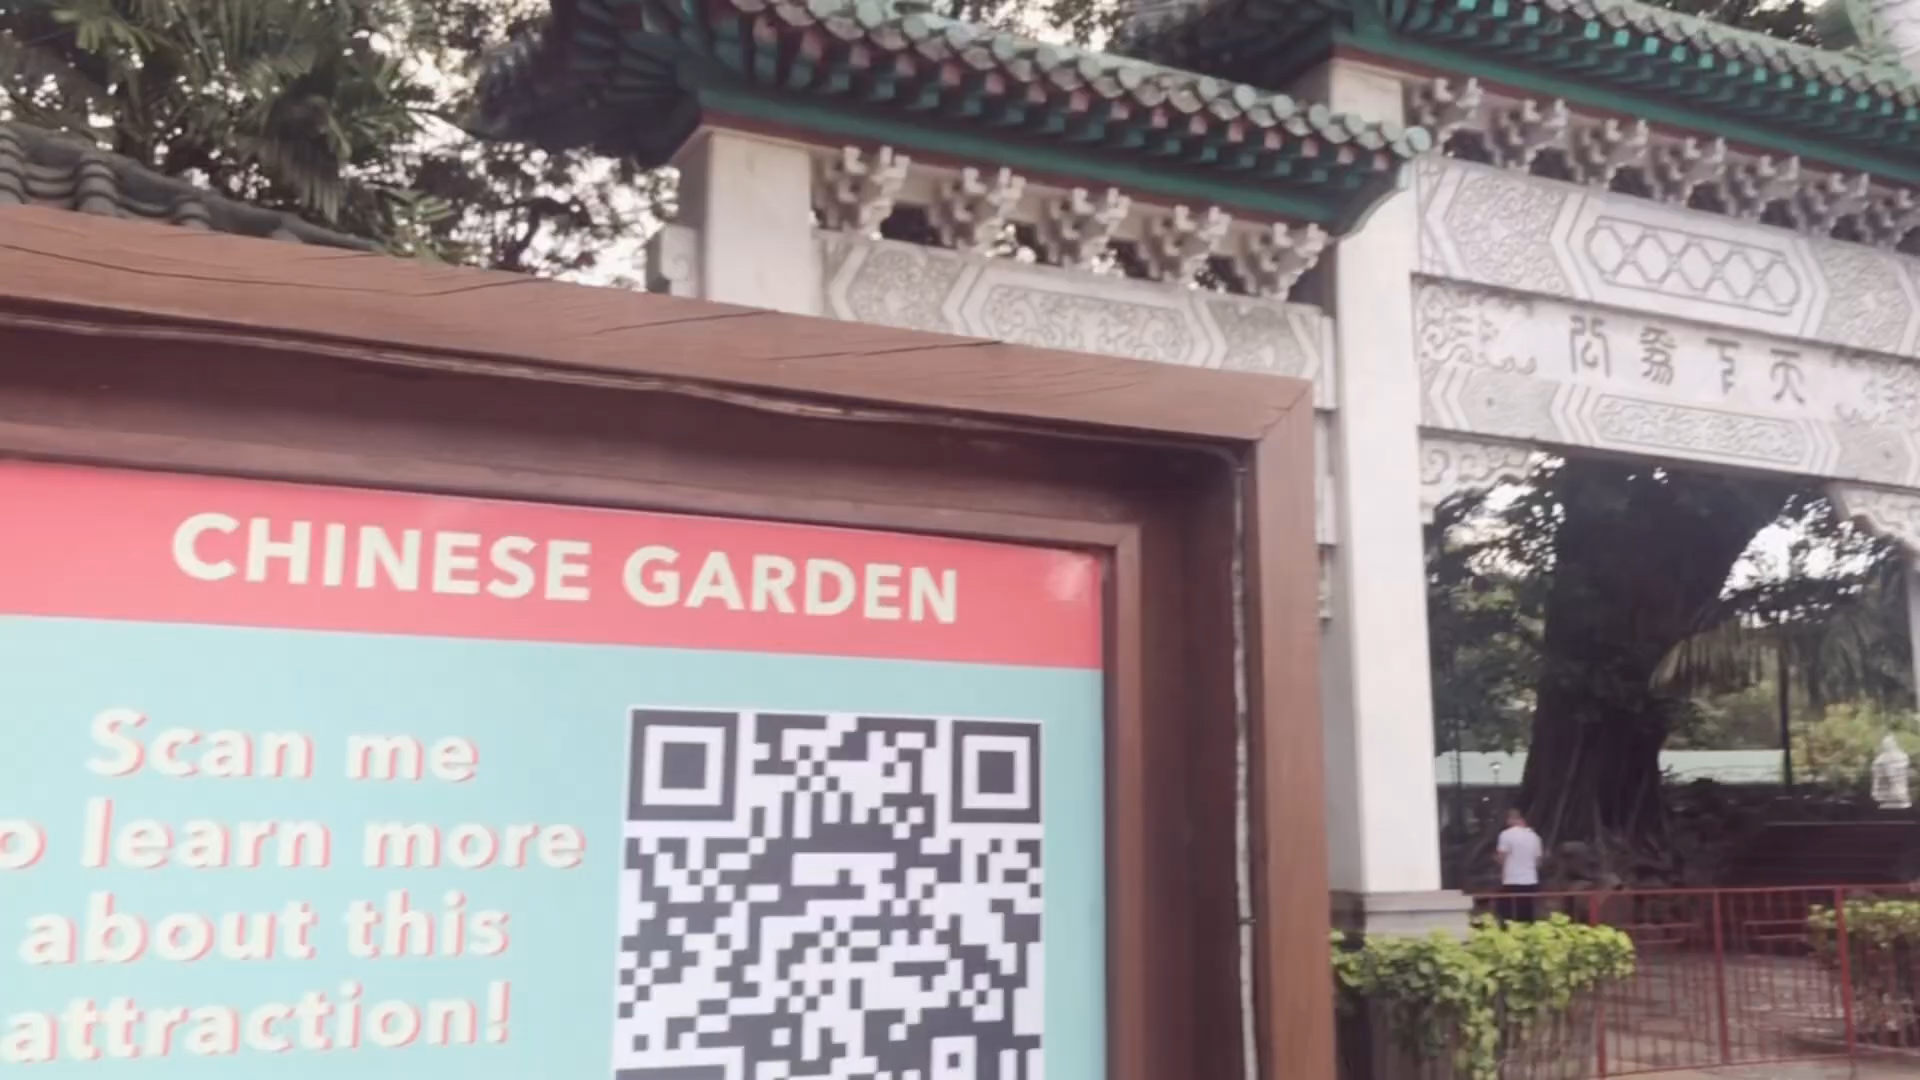 CHINESE GARDEN
Scan me
o learn more
about this
attraction!
天下為公